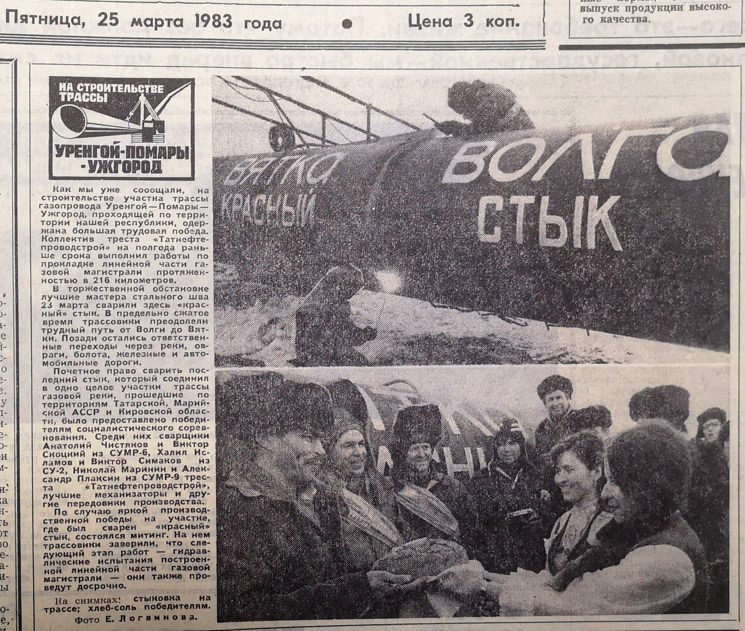 ные нормы, а также
выпуск продукции высоко-
го качества.
Пятница, 25 марта 1983 года
Цена 3 коп.
НА СТРОИТЕЛЬСТВЕ
ТРАССЫ
УРЕНГОЙ-ПОМАРЫ
-УЖГОРОД
ВЯТКА
КРАСНЫЙ
ВОЛГА
СТЫК
Как мы уже сообщали, на
строительстве участка трассы
газопровода Уренгой—Помары—
Ужгород, проходящей по терри-
тории нашей республики, одер-
жана большая трудовая победа.
Коллектив треста «Татнефте-
проводстрой» на полгода рань-
ше срока выполнил работы по
прокладке линейной части га-
зовой магистрали протяжен-
ностью в 216 километров.
В торжественной обстановке
лучшие мастера стального шва
23 марта сварили здесь «крас-
ный» стык. В предельно сжатое
время трассовики преодолели
трудный путь от Волги до Вят-
ки. Позади остались ответствен-
ные переходы через реки, ов-
раги, болота, железные и авто-
мобильные дороги.
Почетное право сварить по-
следний стык, который соединил
в одно целое участки трассы
газовой реки, прошедшие по
территориям Татарской, Марий-
ской АССР и Кировской облас-
ти, было предоставлено победи-
телям социалистического сорев-
нования. Среди них сварщики
Анатолий Чистяков и Виктор
Скоцкий из СУМР-6, Халил Ис-
ламов и Виктор Симаков из
СУ-2, Николай Маринин и Алек-
сандр Плаксин из СУМР-9 трес-
та «Татнефтепроводстрой»,
лучшие механизаторы и дру-
гие передовики производства.
По случаю яркой производ-
ственной победы на участке,
где был сварен «красный»
стык, состоялся митинг. На нем
трассовики заверили, что сле-
дующий этап работ — гидрав-
лические испытания построен-
ной линейной части газовой
магистрали — они также про-
ведут досрочно.
На снимках: стыковка на
трассе; хлеб-соль победителям.
Фото Е. Логвинова.